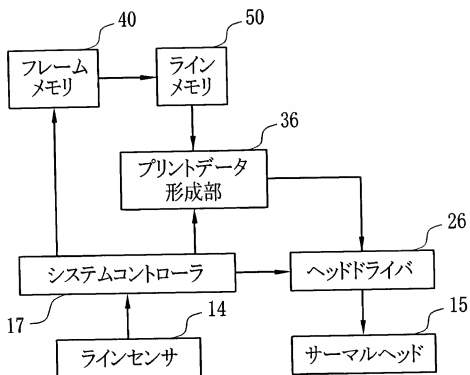 40
フレーム
メモリ
50
ライン
メモリ
36
プリントデータ
形成部
26
システムコントローラ
ヘッドドライバ
17
14
ラインセンサ
15
サーマルヘッド